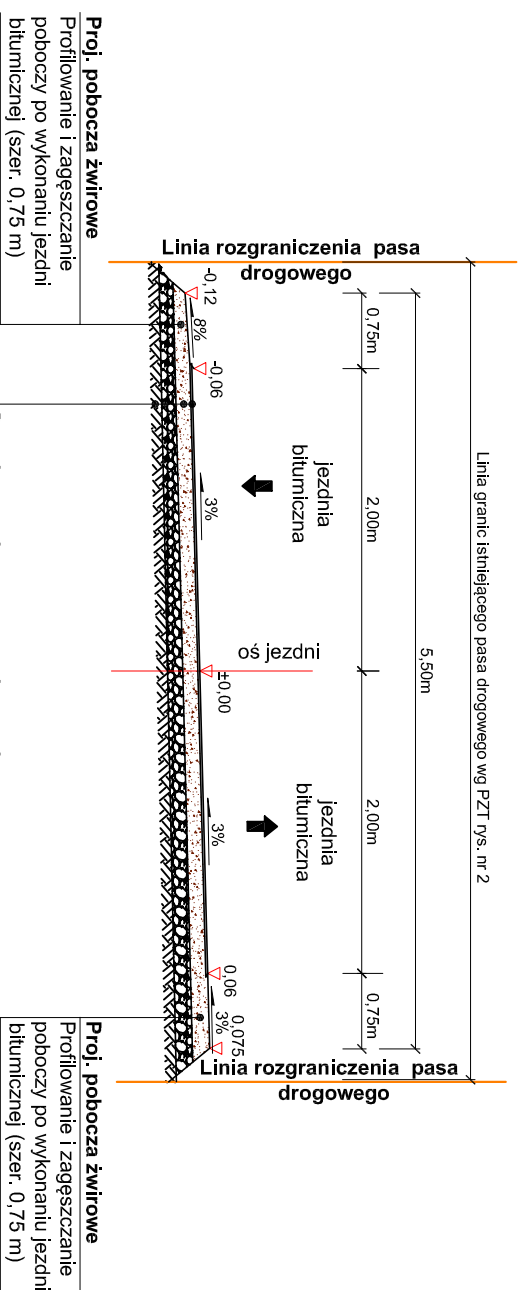 Linia granic istniejącego pasa drogowego wg PZT rys. nr 2
5,50m
0,75m
2,00m
2,00m
0,75m
Linia rozgraniczenia pasa
drogowego
jezdnia
bitumiczna
oś jezdni
jezdnia
bitumiczna
Linia rozgraniczenia pasa
drogowego
-0,12
8%
-0,06
3%
±0,00
3%
0,06
3%
0,075
Proj. pobocza żwirowe
Profilowanie i zagęszczanie
poboczy po wykonaniu jezdni
bitumicznej (szer. 0,75 m)
Proj. pobocza żwirowe
Profilowanie i zagęszczanie
poboczy po wykonaniu jezdni
bitumicznej (szer. 0,75 m)